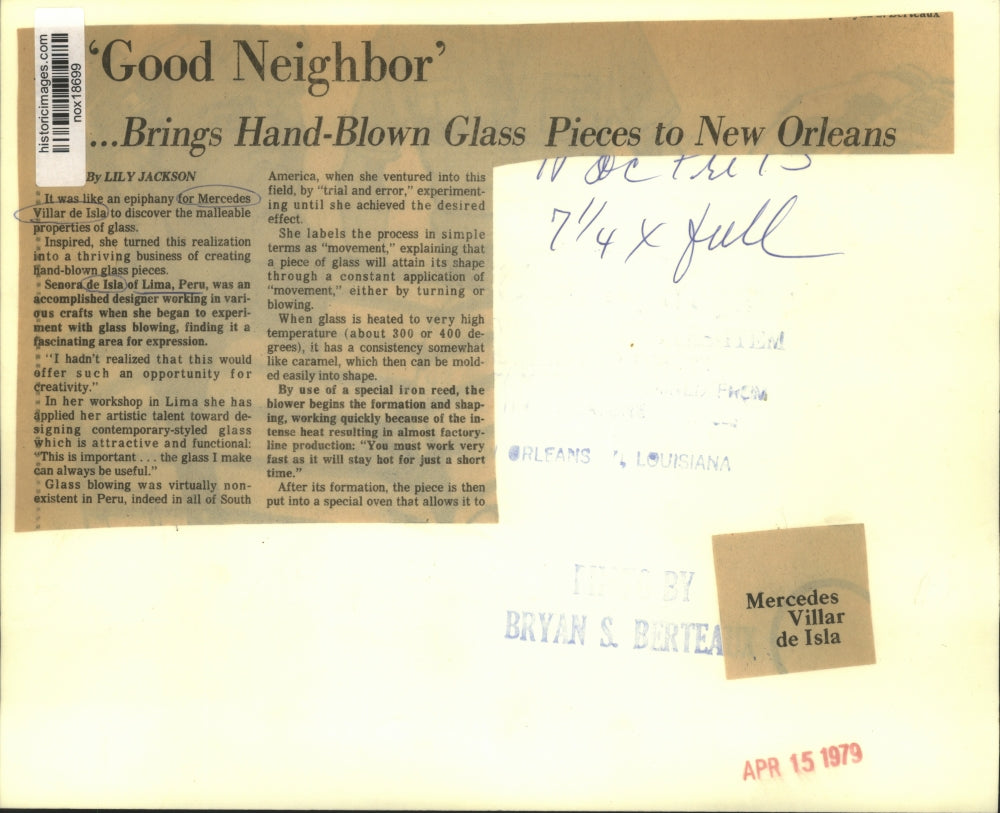 historicimages.com
nox18699
‘Good Neighbor’
...Brings Hand-Blown Glass Pieces to New Orleans
By LILY JACKSON
It was like an epiphany for Mercedes
Villar de Isla to discover the malleable
properties of glass.
Inspired, she turned this realization
into a thriving business of creating
hand-blown glass pieces.
Senora de Isla of Lima, Peru, was an
accomplished designer working in vari-
ous crafts when she began to experi-
ment with glass blowing, finding it a
fascinating area for expression.
“I hadn't realized that this would
offer such an opportunity for
creativity.”
In her workshop in Lima she has
applied her artistic talent toward de-
signing contemporary-styled glass
which is attractive and functional:
“This is important . . . the glass I make
can always be useful.”
Glass blowing was virtually non-
existent in Peru, indeed in all of South
America, when she ventured into this
field, by “trial and error,” experiment-
ing until she achieved the desired
effect.
She labels the process in simple
terms as “movement,” explaining that
a piece of glass will attain its shape
through a constant application of
“movement,” either by turning or
blowing.
When glass is heated to very high
temperature (about 300 or 400 de-
grees), it has a consistency somewhat
like caramel, which then can be mold-
ed easily into shape.
By use of a special iron reed, the
blower begins the formation and shap-
ing, working quickly because of the in-
tense heat resulting in almost factory-
line production: “You must work very
fast as it will stay hot for just a short
time.”
After its formation, the piece is then
put into a special oven that allows it to
7 1/4 x full
FROM
ORLEANS, LOUISIANA
PHOTO BY
BRYAN S. BERTEAUX
Mercedes
Villar
de Isla
APR 15 1979